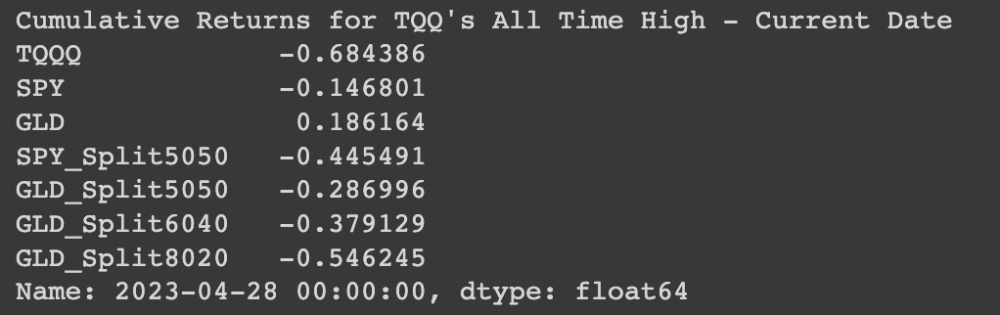 Cumulative Returns for TQQ's All Time High - Current Date
TQQQ -0.684386
SPY -0.146801
GLD 0.186164
SPY_Split5050 -0.445491
GLD_Split5050 -0.286996
GLD_Split6040 -0.379129
GLD_Split8020 -0.546245
Name: 2023-04-28 00:00:00, dtype: float64